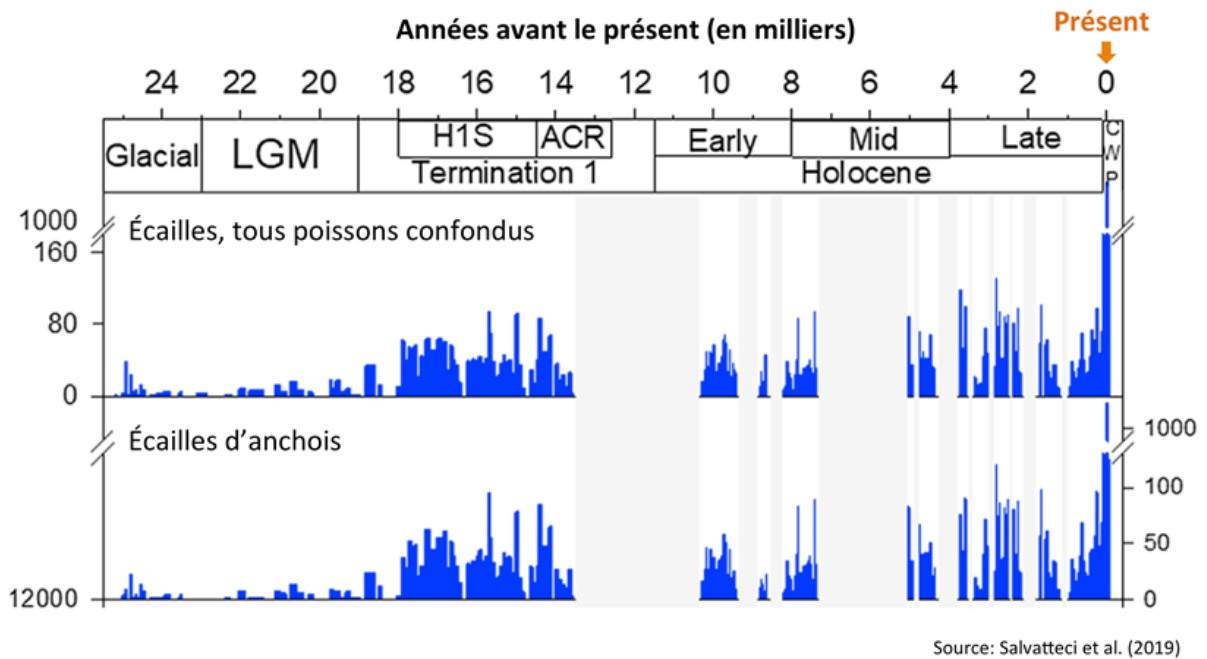 Années avant le présent (en milliers)
Présent
24 22 20 18 16 14 12 10 8 6 4 2 0
Glacial LGM H1S ACR Early Mid Late CWP
Termination 1 Holocene
1000
Écailles, tous poissons confondus
160
80
0
Écailles d’anchois
1000
100
50
12000 0
Source: Salvatteci et al. (2019)